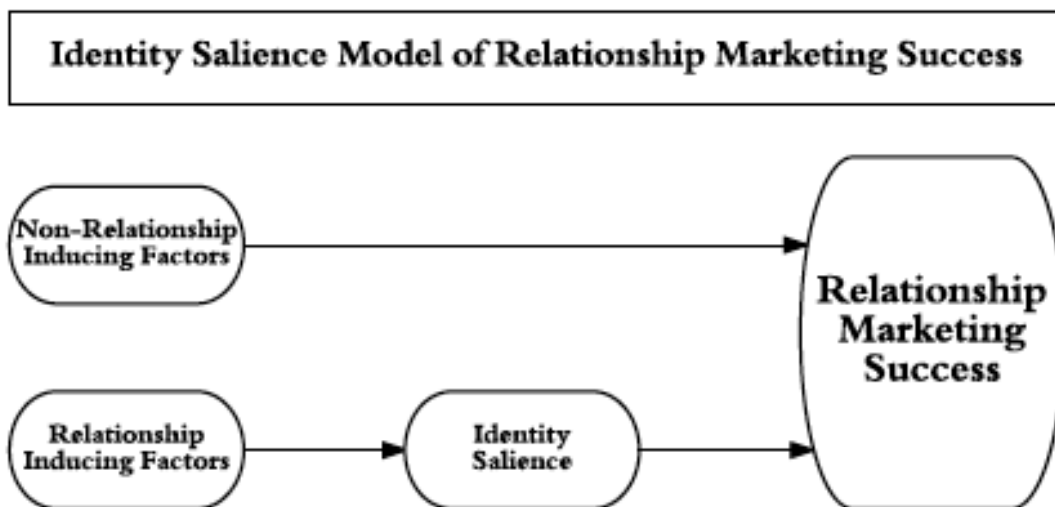 Identity Salience Model of Relationship Marketing Success
Non-Relationship
Inducing Factors
Relationship
Marketing
Success
Relationship
Inducing Factors
Identity
Salience